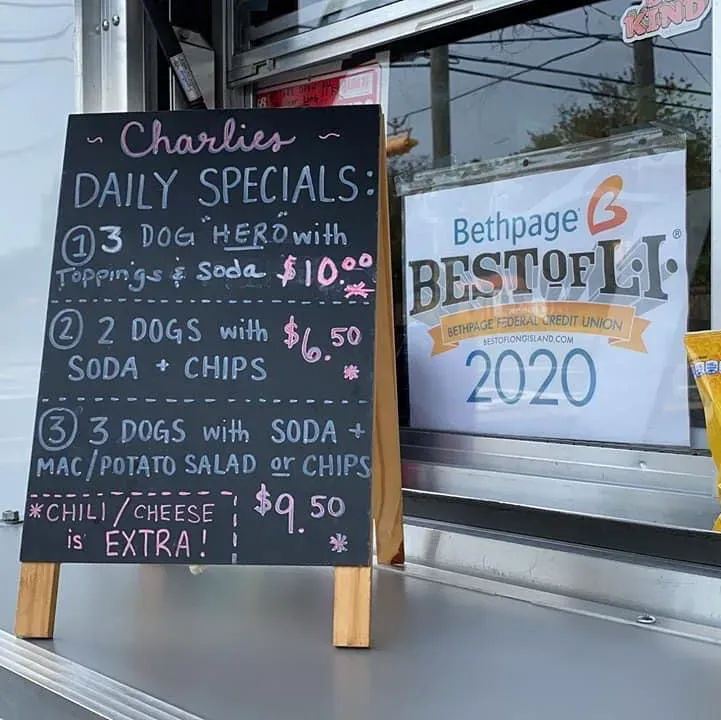 ~ Charlies ~
DAILY SPECIALS:
① 3 DOG "HERO" with
Toppings & Soda $10.00 *
② 2 DOGS with $6.50
SODA + CHIPS *
③ 3 DOGS with SODA +
MAC/POTATO SALAD or CHIPS
$9.50 *
*CHILI/CHEESE
is EXTRA!
KIND
Bethpage
BEST OF L.I.®
BETHPAGE FEDERAL CREDIT UNION
BESTOFLONGISLAND.COM
2020